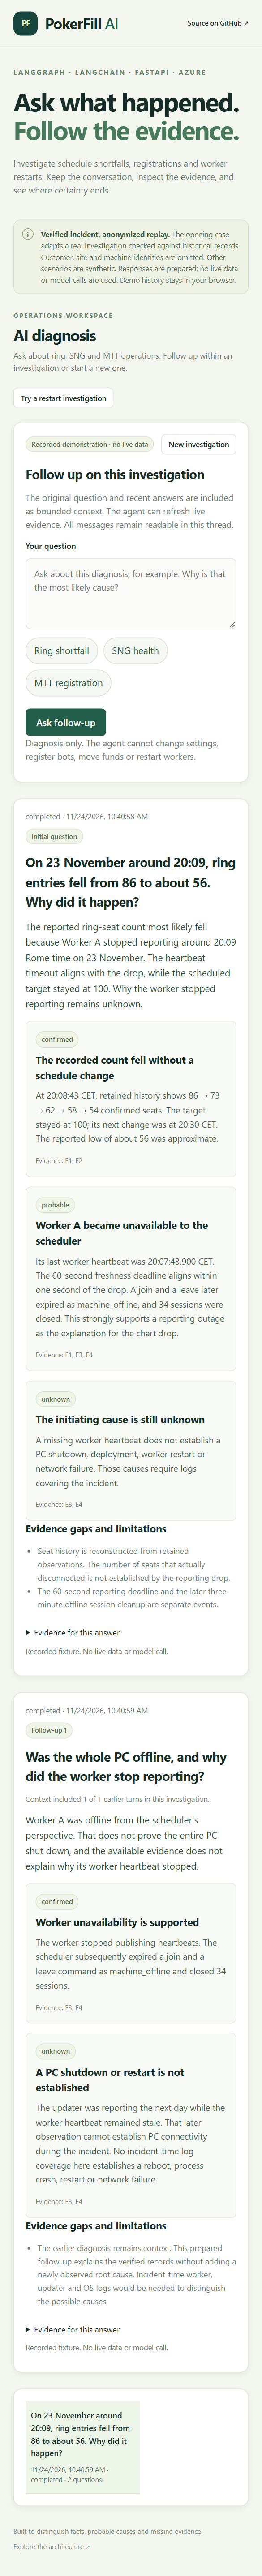 PF PokerFill AI
Source on GitHub ↗
LANGGRAPH · LANGCHAIN · FASTAPI · AZURE
Ask what happened.
Follow the evidence.
Investigate schedule shortfalls, registrations and worker
restarts. Keep the conversation, inspect the evidence, and
see where certainty ends.
Verified incident, anonymized replay. The opening case
adapts a real investigation checked against historical records.
Customer, site and machine identities are omitted. Other
scenarios are synthetic. Responses are prepared; no live data
or model calls are used. Demo history stays in your browser.
OPERATIONS WORKSPACE
AI diagnosis
Ask about ring, SNG and MTT operations. Follow up within an
investigation or start a new one.
Try a restart investigation
Recorded demonstration · no live data
New investigation
Follow up on this investigation
The original question and recent answers are included
as bounded context. The agent can refresh live
evidence. All messages remain readable in this thread.
Your question
Ask about this diagnosis, for example: Why is that
the most likely cause?
Ring shortfall
SNG health
MTT registration
Ask follow-up
Diagnosis only. The agent cannot change settings,
register bots, move funds or restart workers.
completed · 11/24/2026, 10:40:58 AM
Initial question
On 23 November around 20:09, ring
entries fell from 86 to about 56.
Why did it happen?
The reported ring-seat count most likely fell
because Worker A stopped reporting around 20:09
Rome time on 23 November. The heartbeat
timeout aligns with the drop, while the scheduled
target stayed at 100. Why the worker stopped
reporting remains unknown.
confirmed
The recorded count fell without a
schedule change
At 20:08:43 CET, retained history shows 86 → 73
→ 62 → 58 → 54 confirmed seats. The target
stayed at 100; its next change was at 20:30 CET.
The reported low of about 56 was approximate.
Evidence: E1, E2
probable
Worker A became unavailable to the
scheduler
Its last worker heartbeat was 20:07:43.900 CET.
The 60-second freshness deadline aligns within
one second of the drop. A join and a leave later
expired as machine_offline, and 34 sessions were
closed. This strongly supports a reporting outage
as the explanation for the chart drop.
Evidence: E1, E3, E4
unknown
The initiating cause is still unknown
A missing worker heartbeat does not establish a
PC shutdown, deployment, worker restart or
network failure. Those causes require logs
covering the incident.
Evidence: E3, E4
Evidence gaps and limitations
• Seat history is reconstructed from retained
observations. The number of seats that actually
disconnected is not established by the reporting drop.
• The 60-second reporting deadline and the later three-
minute offline session cleanup are separate events.
▶ Evidence for this answer
Recorded fixture. No live data or model call.
completed · 11/24/2026, 10:40:59 AM
Follow-up 1
Was the whole PC offline, and why
did the worker stop reporting?
Context included 1 of 1 earlier turns in this investigation.
Worker A was offline from the scheduler's
perspective. That does not prove the entire PC
shut down, and the available evidence does not
explain why its worker heartbeat stopped.
confirmed
Worker unavailability is supported
The worker stopped publishing heartbeats. The
scheduler subsequently expired a join and a
leave command as machine_offline and closed 34
sessions.
Evidence: E3, E4
unknown
A PC shutdown or restart is not
established
The updater was reporting the next day while the
worker heartbeat remained stale. That later
observation cannot establish PC connectivity
during the incident. No incident-time log
coverage here establishes a reboot, process
crash, restart or network failure.
Evidence: E3, E4
Evidence gaps and limitations
• The earlier diagnosis remains context. This prepared
follow-up explains the verified records without adding a
newly observed root cause. Incident-time worker,
updater and OS logs would be needed to distinguish
the possible causes.
▶ Evidence for this answer
Recorded fixture. No live data or model call.
On 23 November around
20:09, ring entries fell from
86 to about 56. Why did it
happen?
11/24/2026, 10:40:59 AM ·
completed · 2 questions
Built to distinguish facts, probable causes and missing evidence.
Explore the architecture ↗